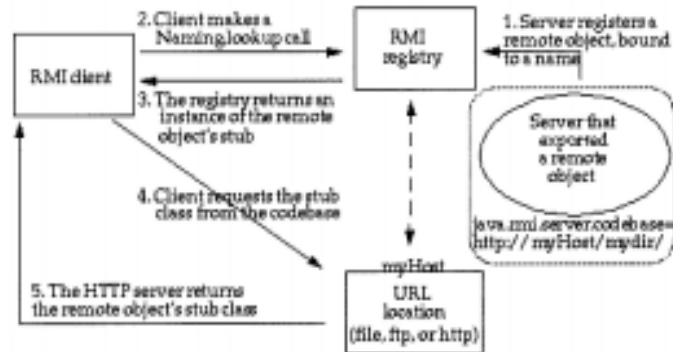 2. Client makes a
Naming.lookup call
RMI client
RMI
registry
1. Server registers a
remote object, bound
to a name
3. The registry returns an
instance of the remote
object's stub
Server that
exported
a remote
object
4. Client requests the stub
class from the codebase
java.rmi.server.codebase=
http://myHost/mydir/
myHost
URL
location
(file, ftp, or http)
5. The HTTP server returns
the remote object's stub class